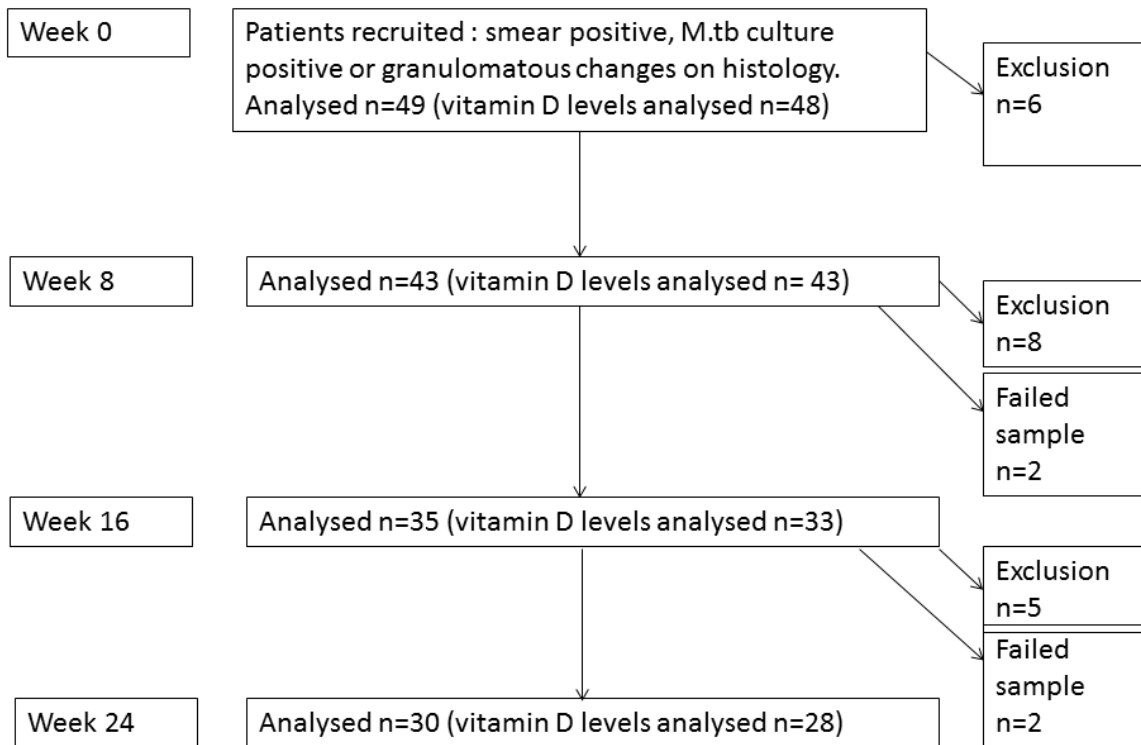 Week 0
Patients recruited : smear positive, M.tb culture
positive or granulomatous changes on histology.
Analysed n=49 (vitamin D levels analysed n=48)
Exclusion
n=6
Week 8
Analysed n=43 (vitamin D levels analysed n= 43)
Exclusion
n=8
Failed
sample
n=2
Week 16
Analysed n=35 (vitamin D levels analysed n=33)
Exclusion
n=5
Failed
sample
n=2
Week 24
Analysed n=30 (vitamin D levels analysed n=28)